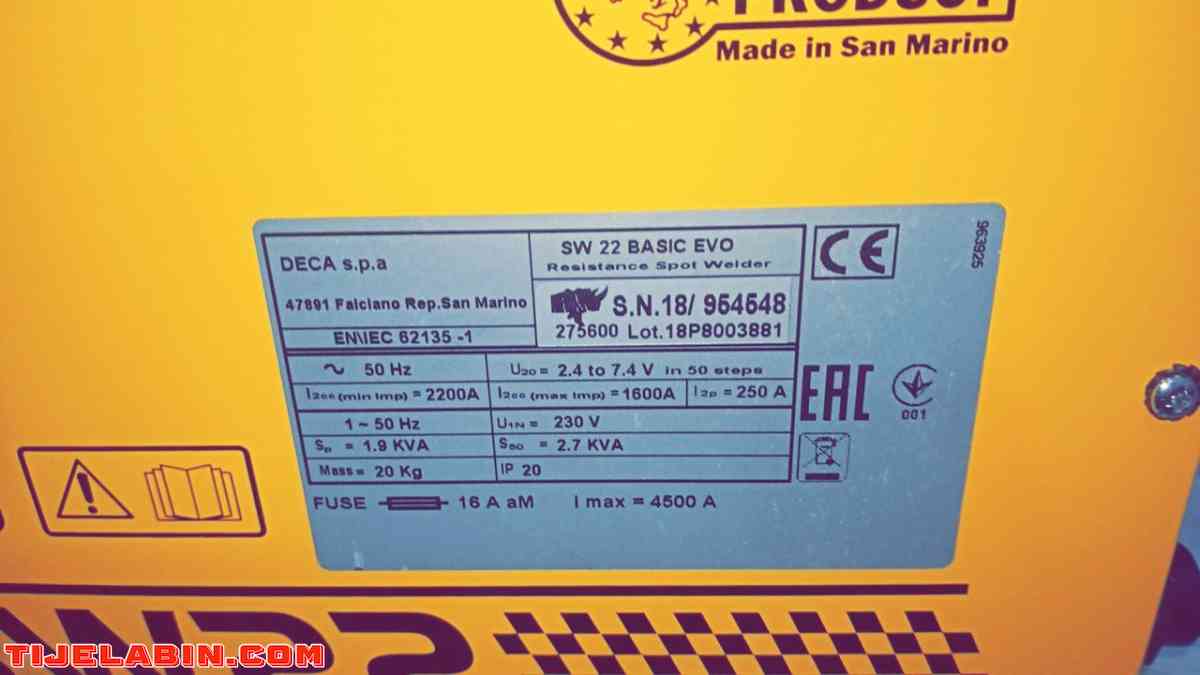 PRODUCT
Made in San Marino
963925
DECA s.p.a
47891 Falciano Rep.San Marino
EN\IEC 62135 -1
SW 22 BASIC EVO
Resistance Spot Welder
S.N.18/ 954548
275600 Lot.18P8003881
CE
~ 50 Hz
U20 = 2.4 to 7.4 V in 50 steps
I2cc (min Imp) = 2200A
I2cc (max Imp) =1600A
I2p = 250 A
1 ~ 50 Hz
U1N = 230 V
Sp = 1.9 KVA
S50 = 2.7 KVA
Mass = 20 Kg
IP 20
EAC
001
FUSE 16 A aM I max = 4500 A
TIJELABIN.COM